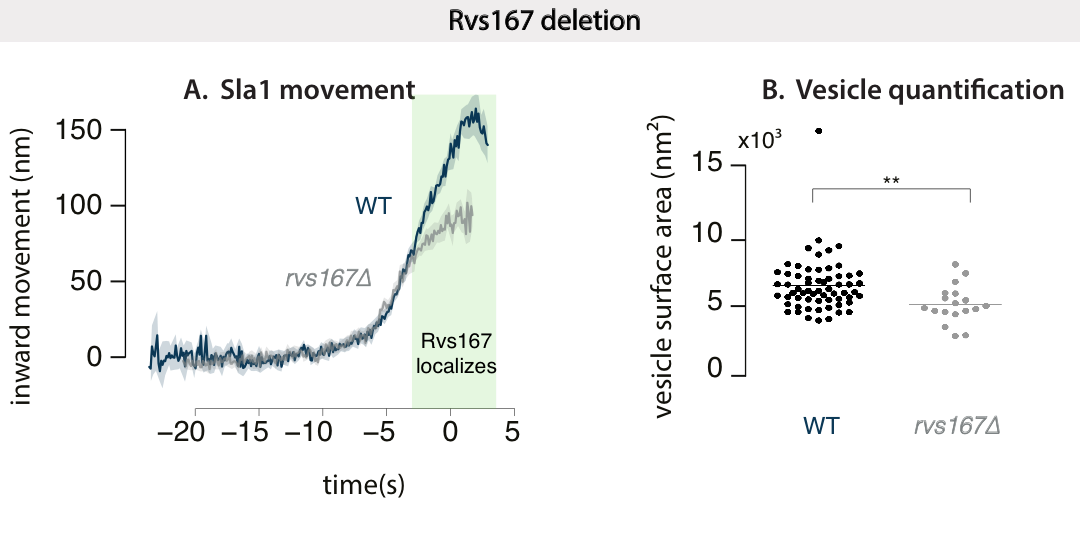 Rvs167 deletion
A. Sla1 movement
inward movement (nm)
150
100
50
0
WT
rvs167Δ
Rvs167
localizes
−20 −15 −10 −5 0 5
time(s)
B. Vesicle quantification
vesicle surface area (nm²)
x10³
15
10
5
0
**
WT rvs167Δ